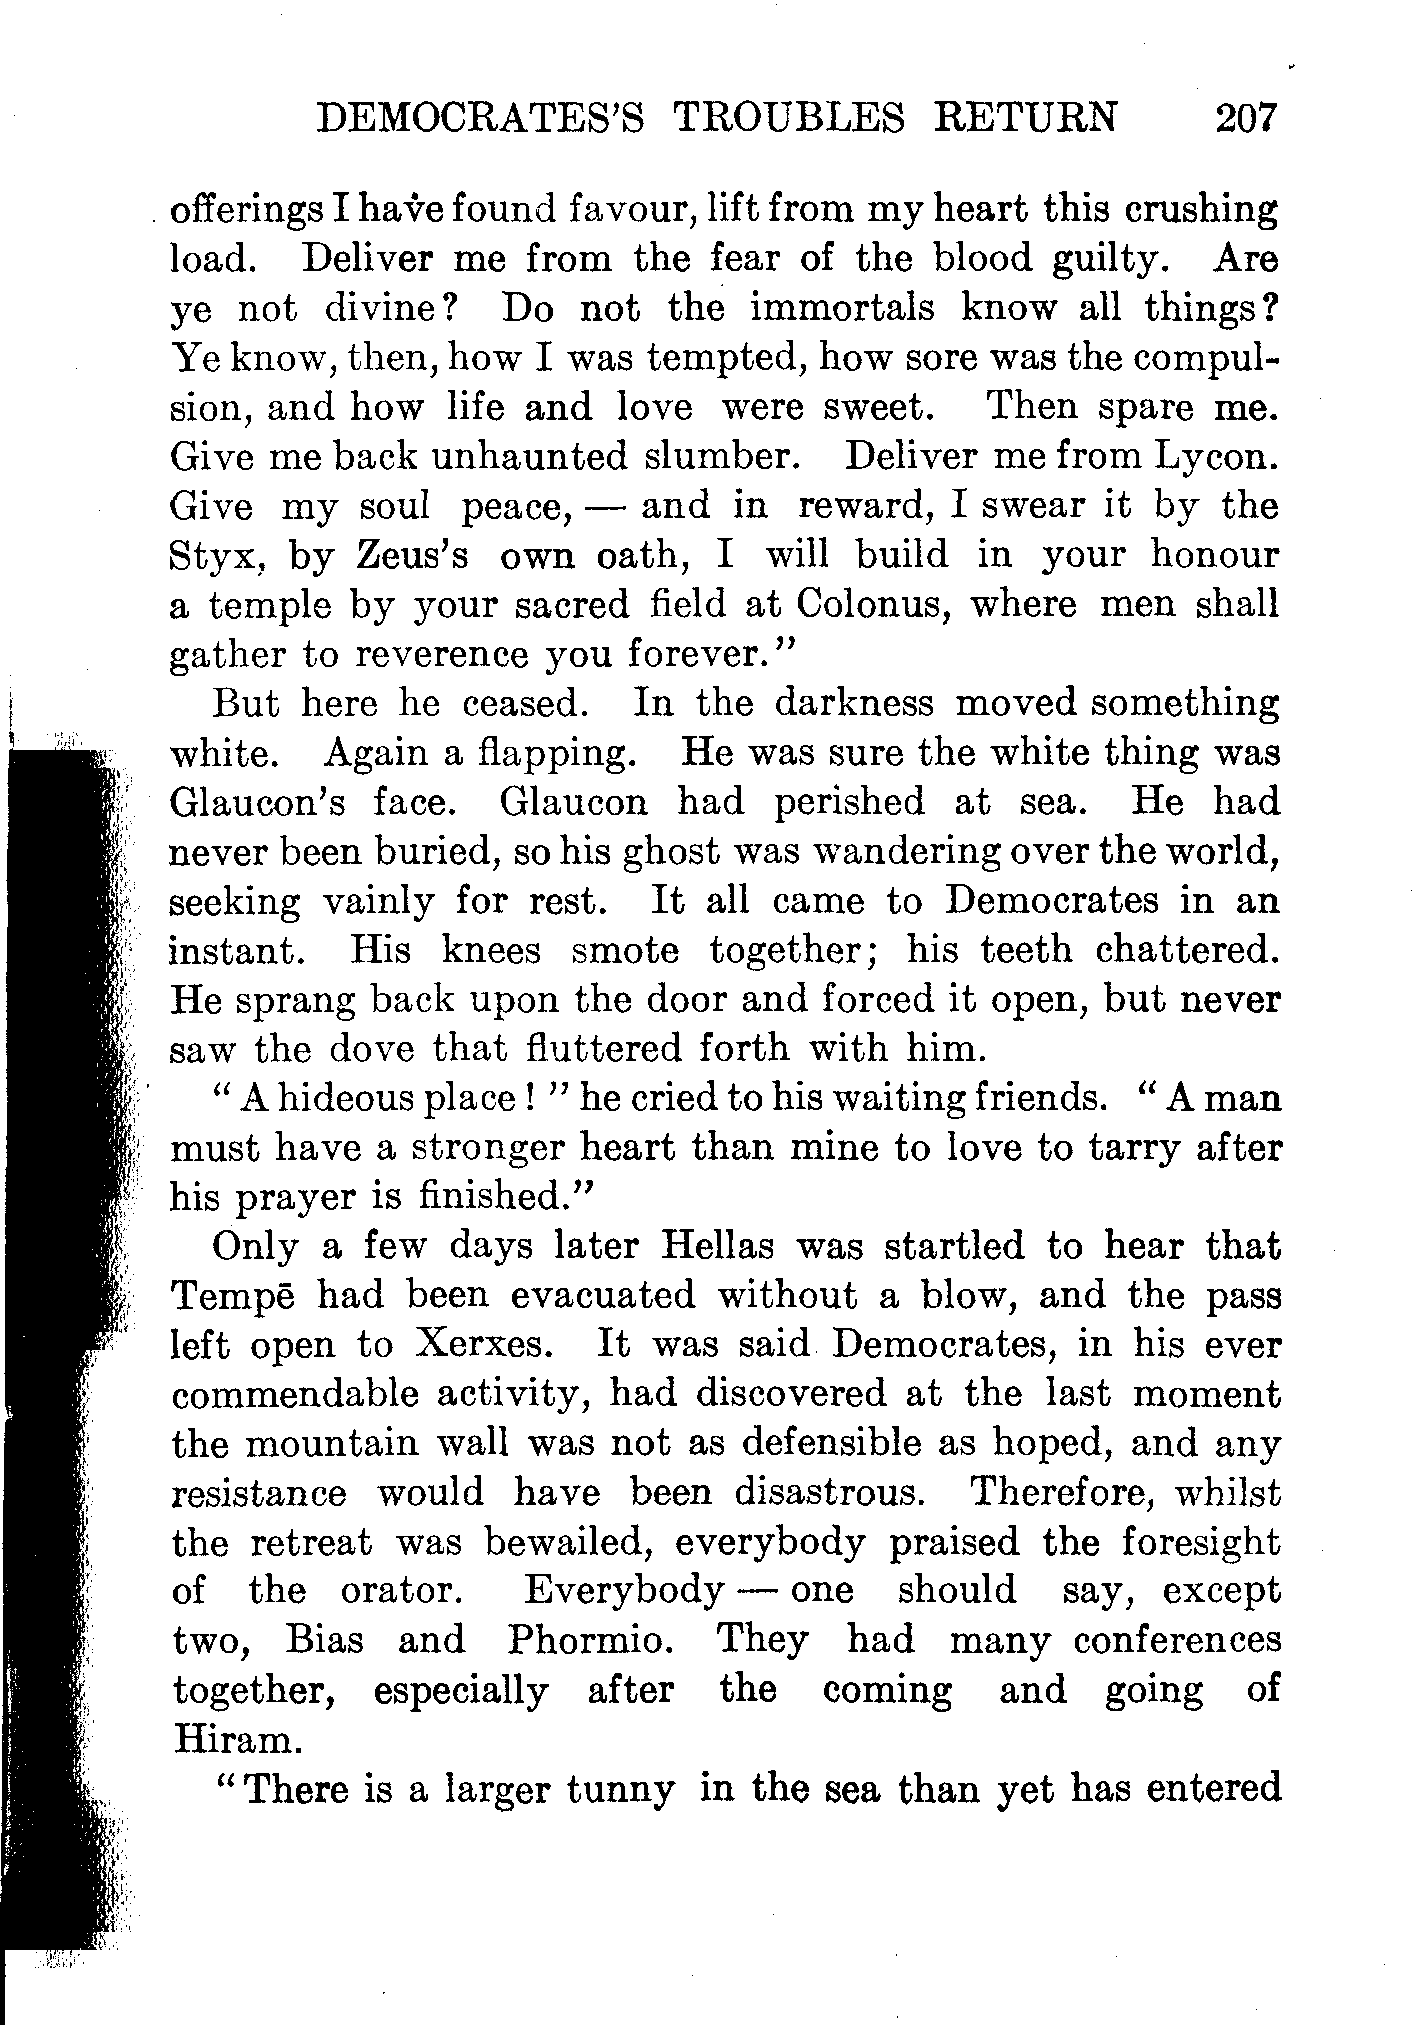 DEMOCRATES'S TROUBLES RETURN 207
offerings I have found favour, lift from my heart this crushing
load. Deliver me from the fear of the blood guilty. Are
ye not divine? Do not the immortals know all things?
Ye know, then, how I was tempted, how sore was the compul-
sion, and how life and love were sweet. Then spare me.
Give me back unhaunted slumber. Deliver me from Lycon.
Give my soul peace, — and in reward, I swear it by the
Styx, by Zeus's own oath, I will build in your honour
a temple by your sacred field at Colonus, where men shall
gather to reverence you forever."
But here he ceased. In the darkness moved something
white. Again a flapping. He was sure the white thing was
Glaucon's face. Glaucon had perished at sea. He had
never been buried, so his ghost was wandering over the world,
seeking vainly for rest. It all came to Democrates in an
instant. His knees smote together; his teeth chattered.
He sprang back upon the door and forced it open, but never
saw the dove that fluttered forth with him.
"A hideous place!" he cried to his waiting friends. "A man
must have a stronger heart than mine to love to tarry after
his prayer is finished."
Only a few days later Hellas was startled to hear that
Tempē had been evacuated without a blow, and the pass
left open to Xerxes. It was said Democrates, in his ever
commendable activity, had discovered at the last moment
the mountain wall was not as defensible as hoped, and any
resistance would have been disastrous. Therefore, whilst
the retreat was bewailed, everybody praised the foresight
of the orator. Everybody — one should say, except
two, Bias and Phormio. They had many conferences
together, especially after the coming and going of
Hiram.
"There is a larger tunny in the sea than yet has entered